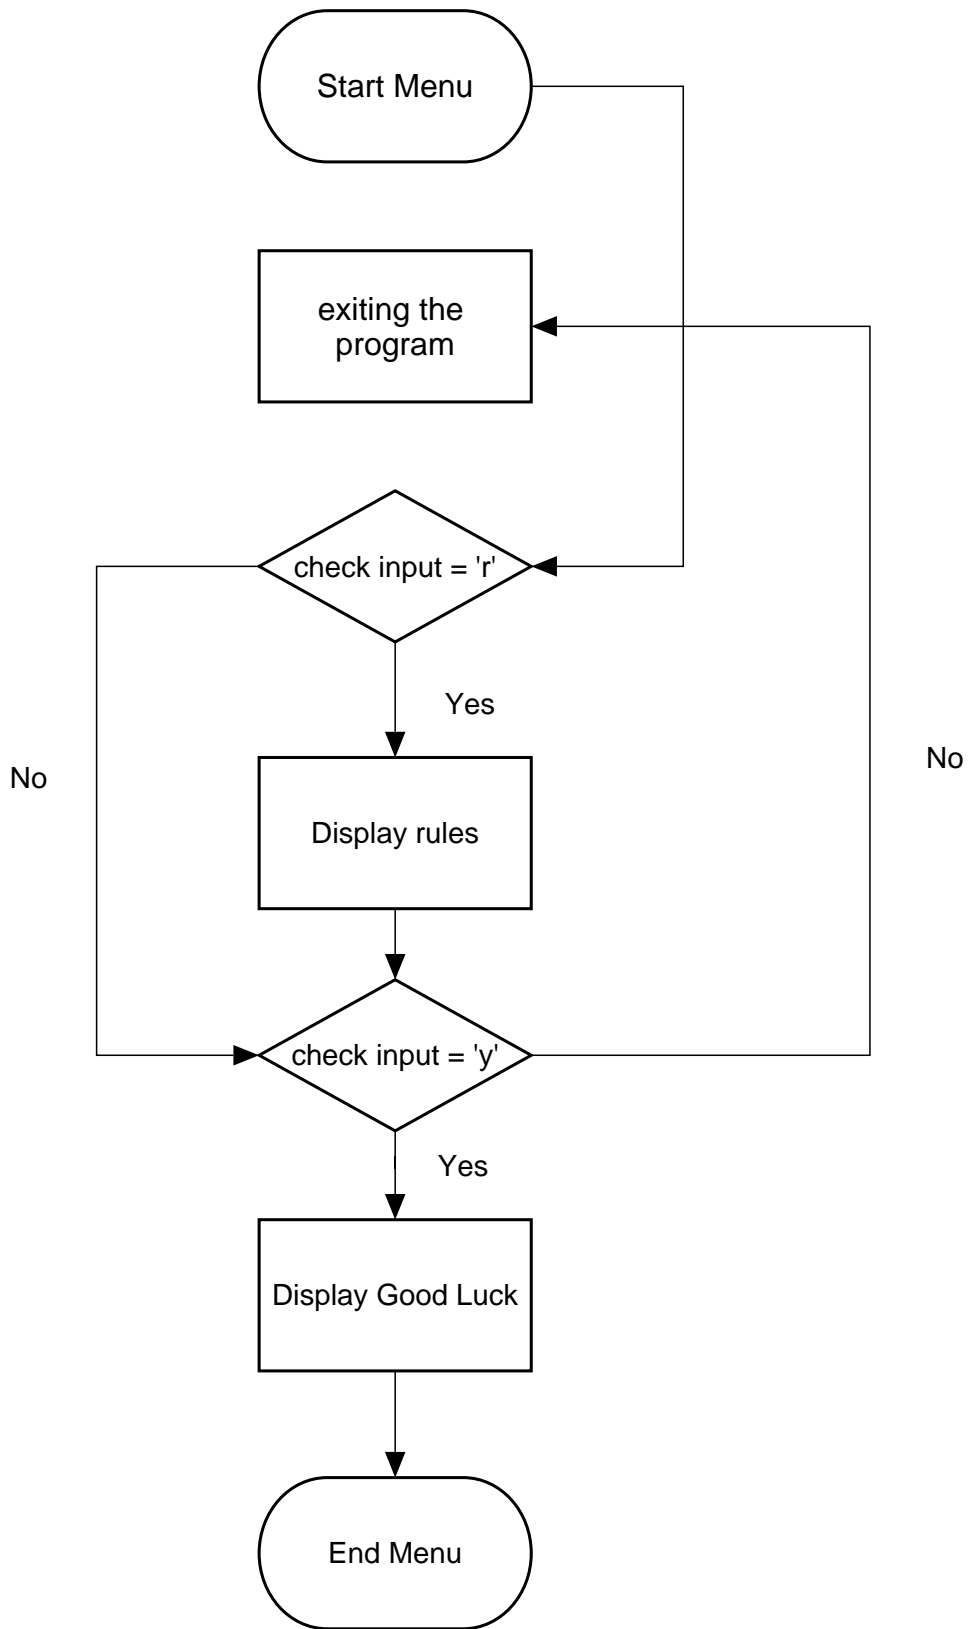 Start Menu
exiting the
program
check input = 'r'
Yes
No
No
Display rules
check input = 'y'
Yes
Display Good Luck
End Menu